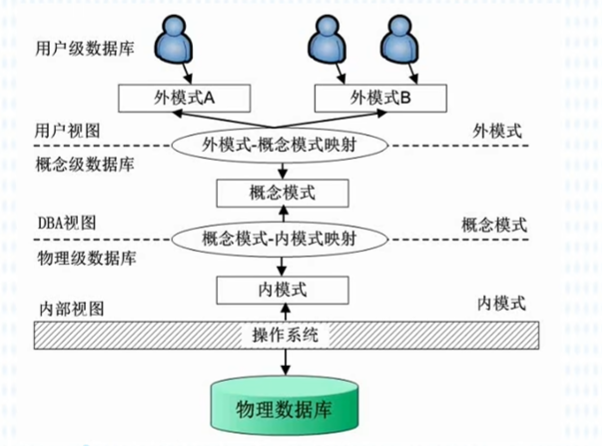 用户级数据库
外模式A
外模式B
用户视图
外模式-概念模式映射
外模式
概念级数据库
概念模式
DBA视图
概念模式-内模式映射
概念模式
物理级数据库
内模式
内部视图
内模式
操作系统
物理数据库